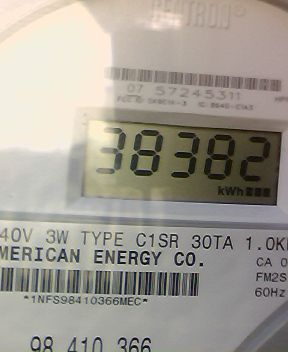 CENTRON®
07 57245311
38382
kWh
40V 3W TYPE C1SR 30TA 1.0K
MERICAN ENERGY CO.
CA 0
FM2S
60Hz
*1NFS98410366MEC*
98 410 366